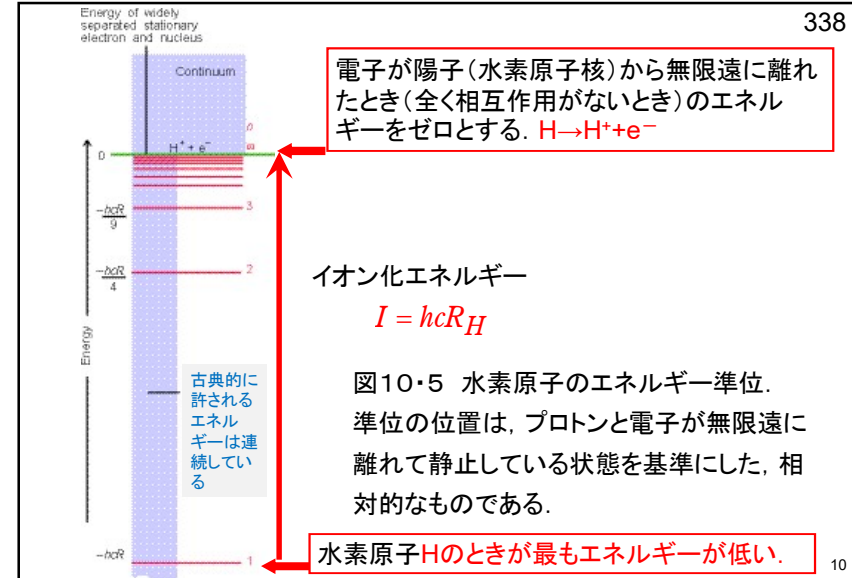 Energy of widely
separated stationary
electron and nucleus
338
Continuum
電子が陽子(水素原子核)から無限遠に離れ
たとき(全く相互作用がないとき)のエネル
ギーをゼロとする. H→H⁺+e⁻
H⁺ + e⁻
∞
0
-hcR
9
3
-hcR
4
2
イオン化エネルギー
I = hcR_H
Energy
古典的に
許される
エネル
ギーは連
続してい
る
図10・5 水素原子のエネルギー準位.
準位の位置は, プロトンと電子が無限遠に
離れて静止している状態を基準にした, 相
対的なものである.
-hcR
1
水素原子Hのときが最もエネルギーが低い.
10